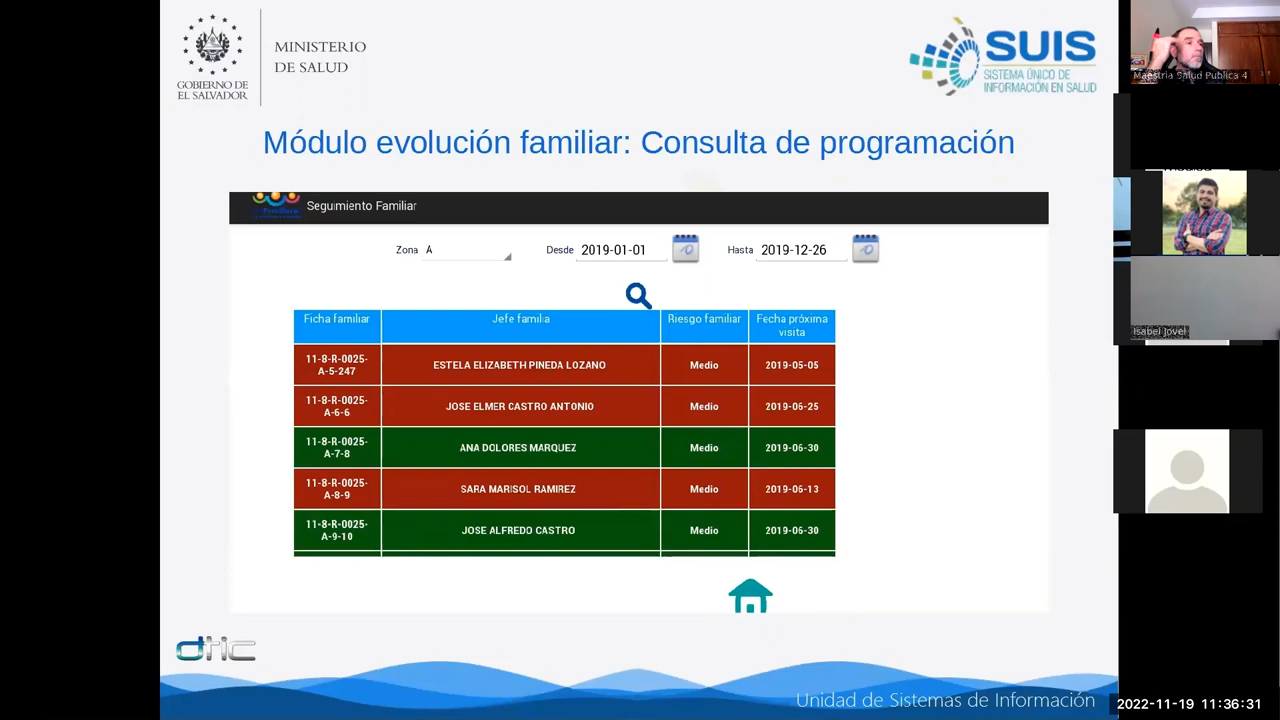 MINISTERIO
DE SALUD
GOBIERNO DE
EL SALVADOR
SUIS
SISTEMA ÚNICO DE
INFORMACIÓN EN SALUD
Maestria Salud Publica 4
Módulo evolución familiar: Consulta de programación
Seguimiento Familiar
Zona A Desde 2019-01-01 Hasta 2019-12-26
Ficha familiar Jefe familia Riesgo familiar Fecha próxima
visita
11-8-R-0025-
A-5-247 ESTELA ELIZABETH PINEDA LOZANO Medio 2019-05-05
11-8-R-0025-
A-6-6 JOSE ELMER CASTRO ANTONIO Medio 2019-06-25
11-8-R-0025-
A-7-8 ANA DOLORES MARQUEZ Medio 2019-06-30
11-8-R-0025-
A-8-9 SARA MARISOL RAMIREZ Medio 2019-06-13
11-8-R-0025-
A-9-10 JOSE ALFREDO CASTRO Medio 2019-06-30
Isabel Jovel
dtic
Unidad de Sistemas de Información
2022-11-19 11:36:31